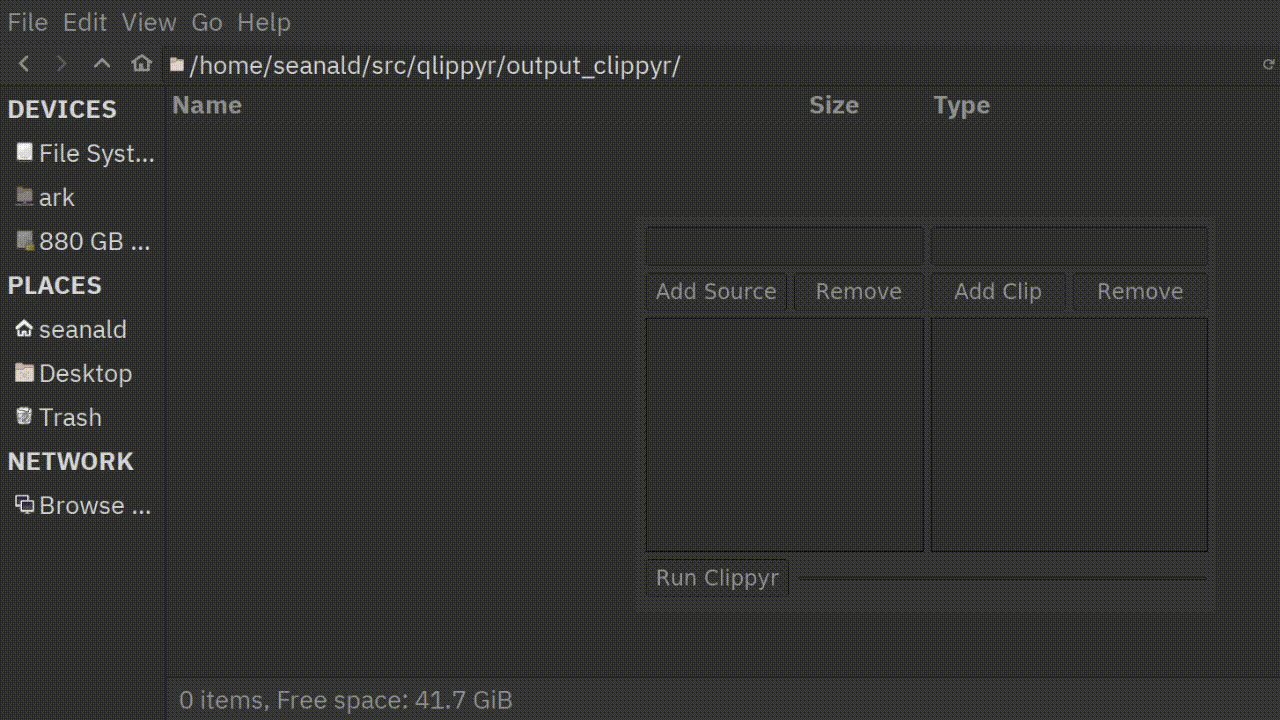 File Edit View Go Help
/home/seanald/src/qlippyr/output_clippyr/
DEVICES
File Syst...
ark
880 GB ...
PLACES
seanald
Desktop
Trash
NETWORK
Browse ...
Name Size Type
Add Source Remove Add Clip Remove
Run Clippyr
0 items, Free space: 41.7 GiB